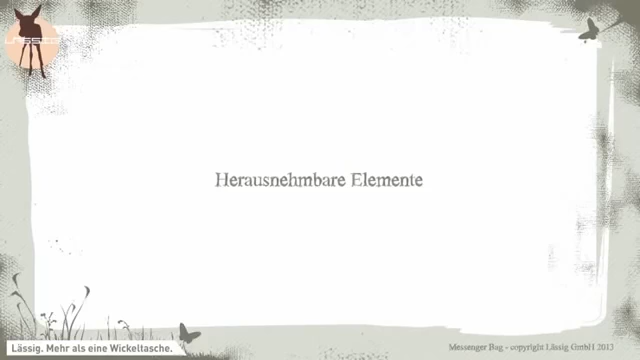 LÄSSIG
Herausnehmbare Elemente
Lässig. Mehr als eine Wickeltasche.
Messenger Bag - copyright Lässig GmbH 2013